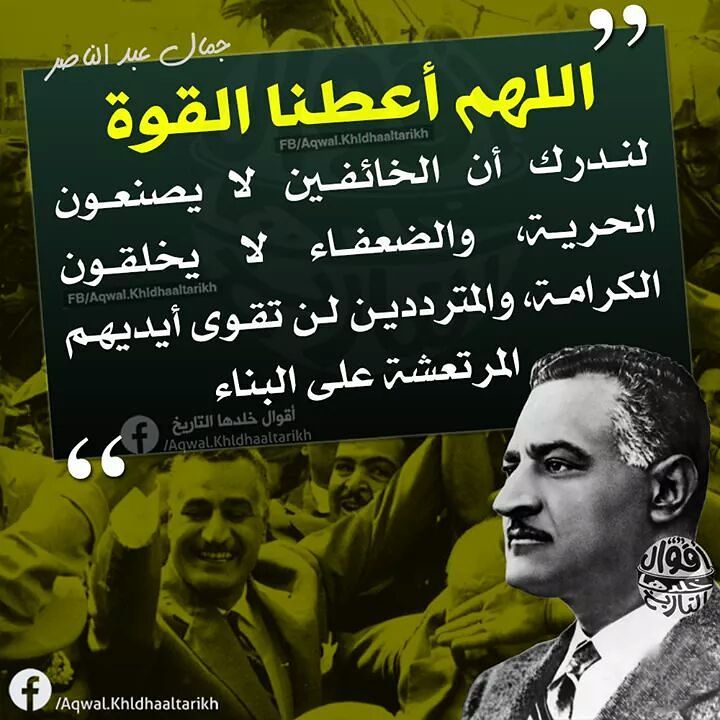 جمال عبد الناصر
اللهم أعطنا القوة
FB/Aqwal.Khldhaaltarikh
لندرك أن الخائفين لا يصنعون
الحرية، والضعفاء لا يخلقون
FB/Aqwal.Khldhaaltarikh
الكرامة، والمترددين لن تقوى أيديهم
المرتعشة على البناء
أقوال خلدها التاريخ
/Aqwal.Khldhaaltarikh
أقوال
خلدها
التاريخ
/Aqwal.Khldhaaltarikh